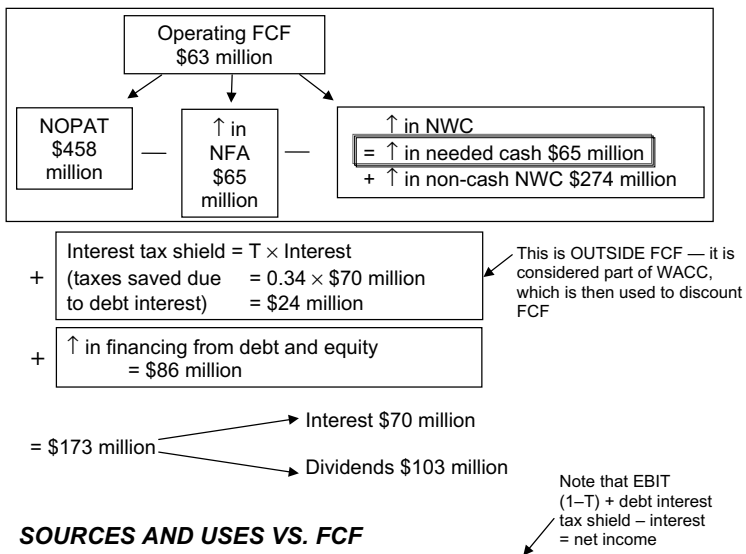 Operating FCF
$63 million
NOPAT
$458
million
—
↑ in
NFA
$65
million
—
↑ in NWC
= ↑ in needed cash $65 million
+ ↑ in non-cash NWC $274 million
+
Interest tax shield = T × Interest
(taxes saved due = 0.34 × $70 million
to debt interest) = $24 million
This is OUTSIDE FCF — it is
considered part of WACC,
which is then used to discount
FCF
+
↑ in financing from debt and equity
= $86 million
= $173 million
Interest $70 million
Dividends $103 million
Note that EBIT
(1–T) + debt interest
tax shield – interest
= net income
SOURCES AND USES VS. FCF